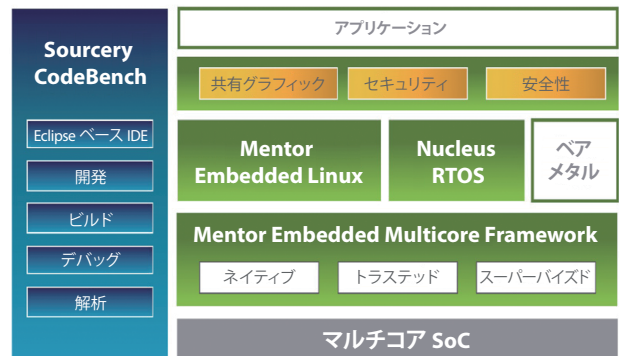 Sourcery
CodeBench
Eclipse ベース IDE
開発
ビルド
デバッグ
解析
アプリケーション
共有グラフィック
セキュリティ
安全性
Mentor
Embedded Linux
Nucleus
RTOS
ベア
メタル
Mentor Embedded Multicore Framework
ネイティブ
トラステッド
スーパーバイズド
マルチコア SoC